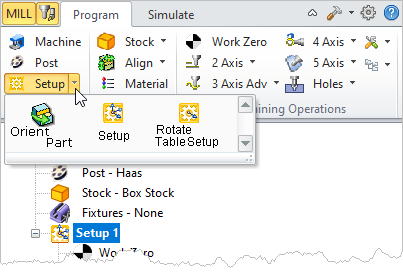 MILL Program Simulate
Machine Stock Work Zero 4 Axis
Post Align 2 Axis 5 Axis
Setup Material 3 Axis Adv Holes
ining Operations
Orient Part Setup Rotate Table Setup
Post - Haas
Stock - Box Stock
Fixtures - None
Setup 1
Work Zero